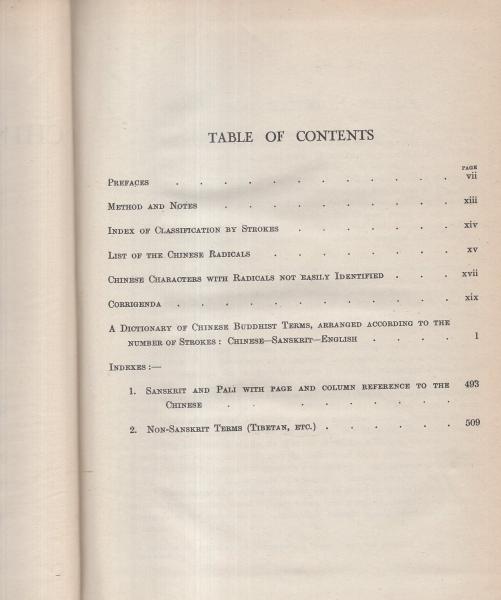 TABLE OF CONTENTS
PAGE
PREFACES . . . . . . . . . . . . vii
METHOD AND NOTES . . . . . . . . . . xiii
INDEX OF CLASSIFICATION BY STROKES . . . . . . . xiv
LIST OF THE CHINESE RADICALS . . . . . . . . xv
CHINESE CHARACTERS WITH RADICALS NOT EASILY IDENTIFIED . . . xvii
CORRIGENDA . . . . . . . . . . . . xix
A DICTIONARY OF CHINESE BUDDHIST TERMS, ARRANGED ACCORDING TO THE
NUMBER OF STROKES : CHINESE—SANSKRIT—ENGLISH . . . . 1
INDEXES :—
1. SANSKRIT AND PALI WITH PAGE AND COLUMN REFERENCE TO THE 493
CHINESE . . . . . . . . .
2. NON-SANSKRIT TERMS (TIBETAN, ETC.) . . . . . . 509